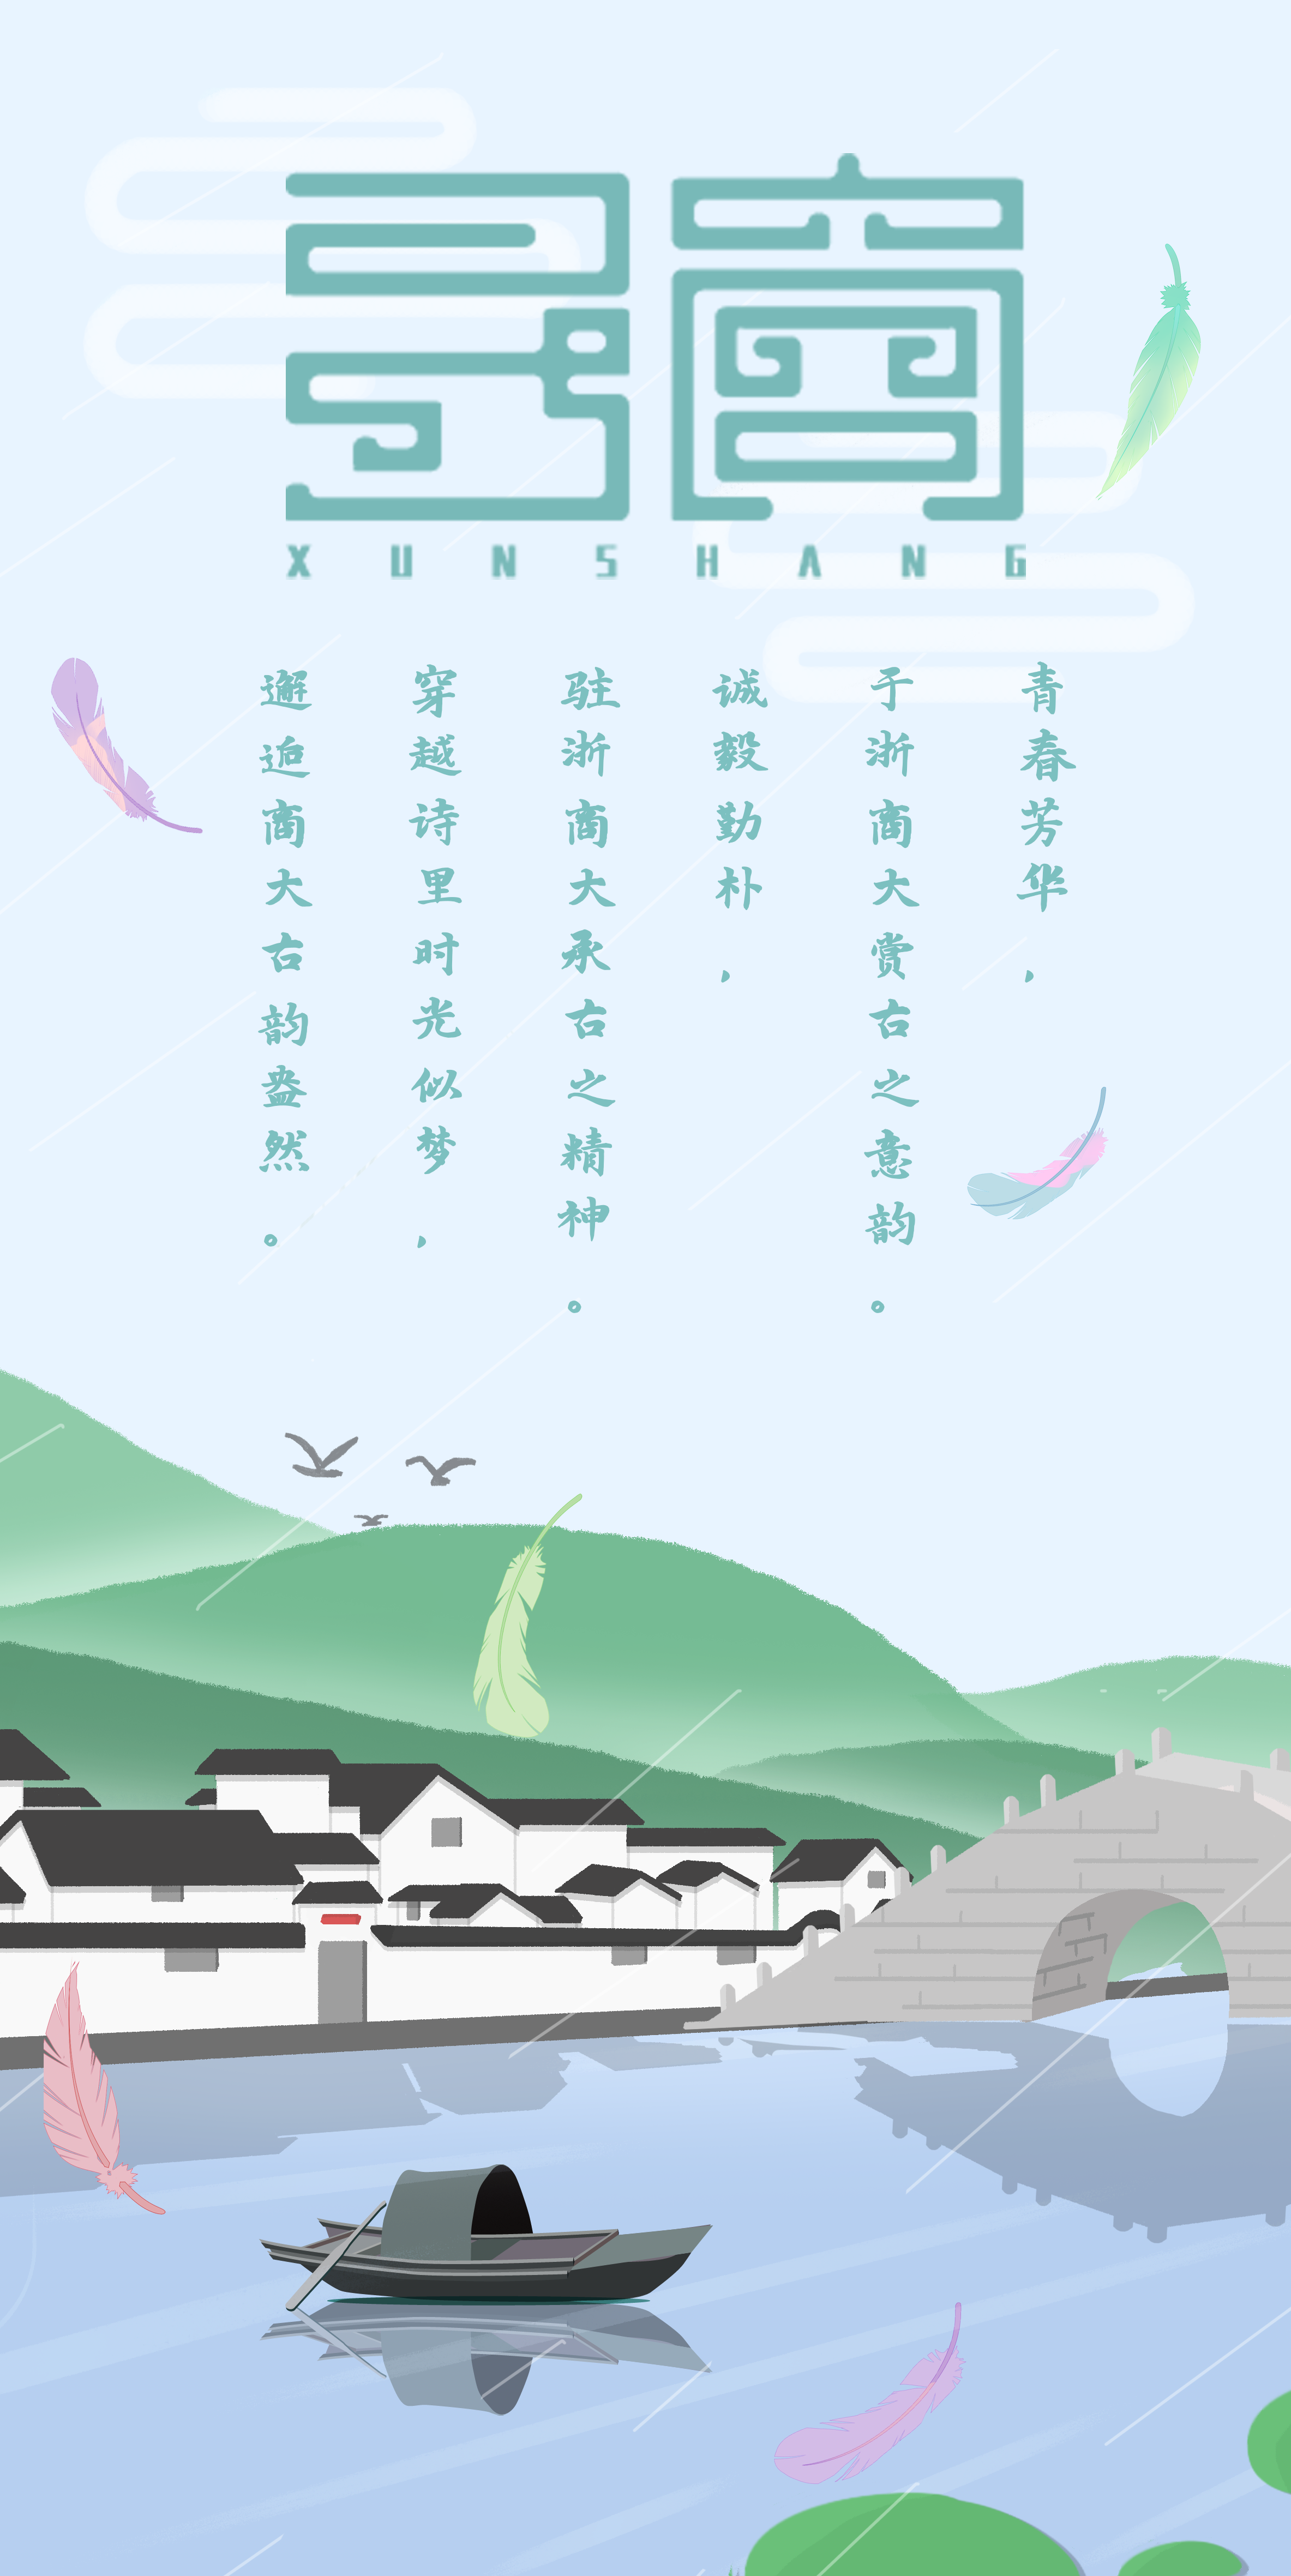 寻商
XUNSHANG
青春芳华，
于浙商大赏古之意韵。
诚毅勤朴，
驻浙商大承古之精神。
穿越诗里时光似梦，
邂逅商大古韵盎然。